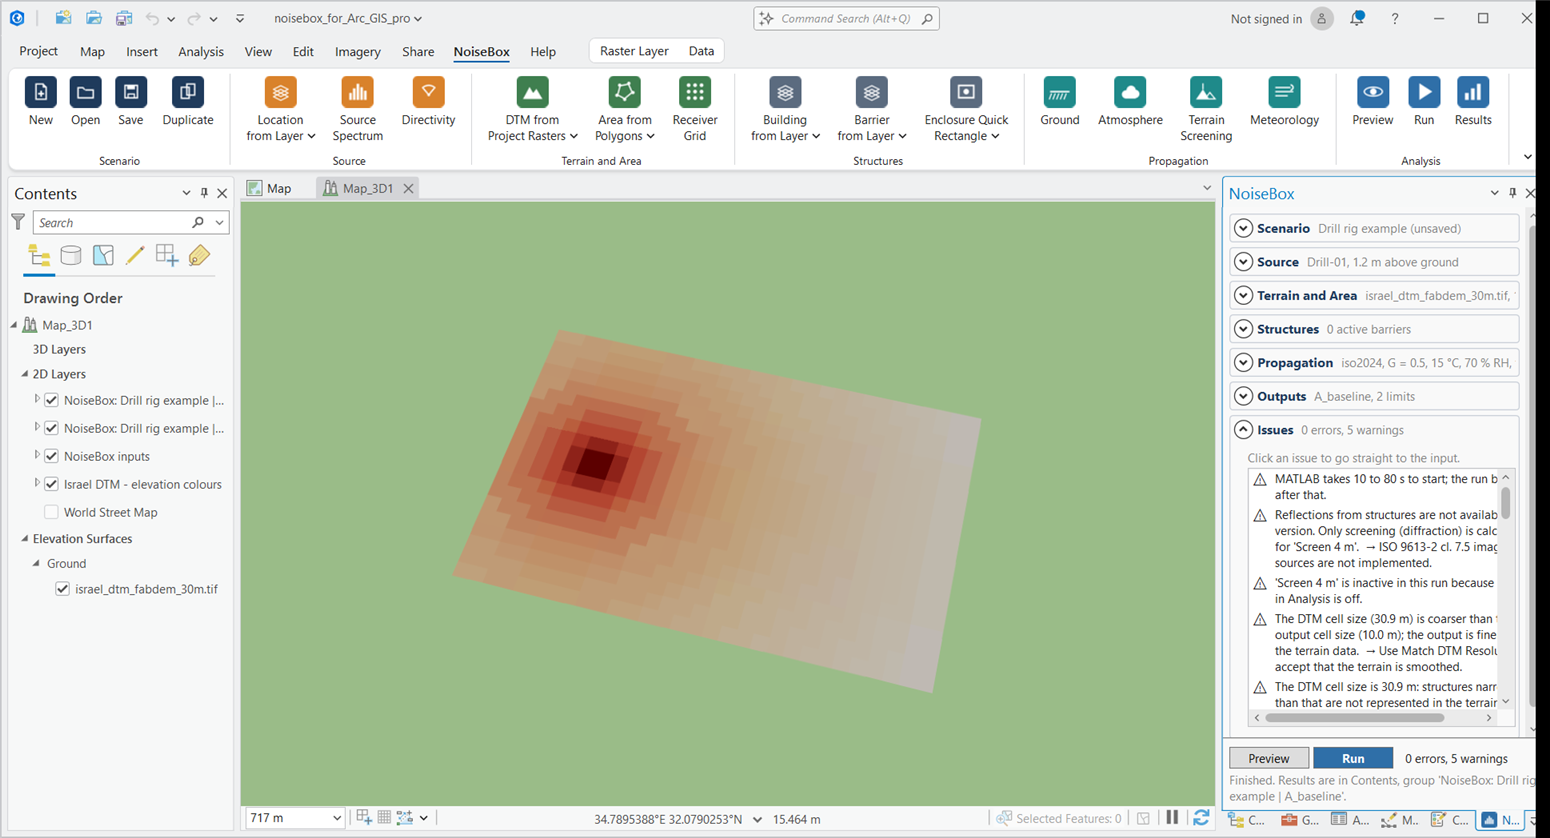 noisebox_for_Arc_GIS_pro
Command Search (Alt+Q)
Not signed in
?
Project Map Insert Analysis View Edit Imagery Share NoiseBox Help Raster Layer Data
New Open Save Duplicate
Scenario
Location
from Layer
Source
Spectrum
Directivity
Source
DTM from
Project Rasters
Area from
Polygons
Receiver
Grid
Terrain and Area
Building
from Layer
Barrier
from Layer
Enclosure Quick
Rectangle
Structures
Ground Atmosphere
Terrain
Screening
Meteorology
Propagation
Preview Run Results
Analysis
Contents
Search
Drawing Order
Map_3D1
3D Layers
2D Layers
NoiseBox: Drill rig example |...
NoiseBox: Drill rig example |...
NoiseBox inputs
Israel DTM - elevation colours
World Street Map
Elevation Surfaces
Ground
israel_dtm_fabdem_30m.tif
Map Map_3D1
717 m
34.7895388°E 32.0790253°N
15.464 m
Selected Features: 0
NoiseBox
Scenario Drill rig example (unsaved)
Source Drill-01, 1.2 m above ground
Terrain and Area israel_dtm_fabdem_30m.tif,
Structures 0 active barriers
Propagation iso2024, G = 0.5, 15 °C, 70 % RH,
Outputs A_baseline, 2 limits
Issues 0 errors, 5 warnings
Click an issue to go straight to the input.
MATLAB takes 10 to 80 s to start; the run b
after that.
Reflections from structures are not availab
version. Only screening (diffraction) is calc
for 'Screen 4 m'. → ISO 9613-2 cl. 7.5 imag
sources are not implemented.
'Screen 4 m' is inactive in this run because
in Analysis is off.
The DTM cell size (30.9 m) is coarser than
output cell size (10.0 m); the output is fine
the terrain data. → Use Match DTM Resolu
accept that the terrain is smoothed.
The DTM cell size is 30.9 m: structures narr
than that are not represented in the terrain
Preview Run 0 errors, 5 warnings
Finished. Results are in Contents, group 'NoiseBox: Drill rig
example | A_baseline'.
C... G... A... M... C... N...